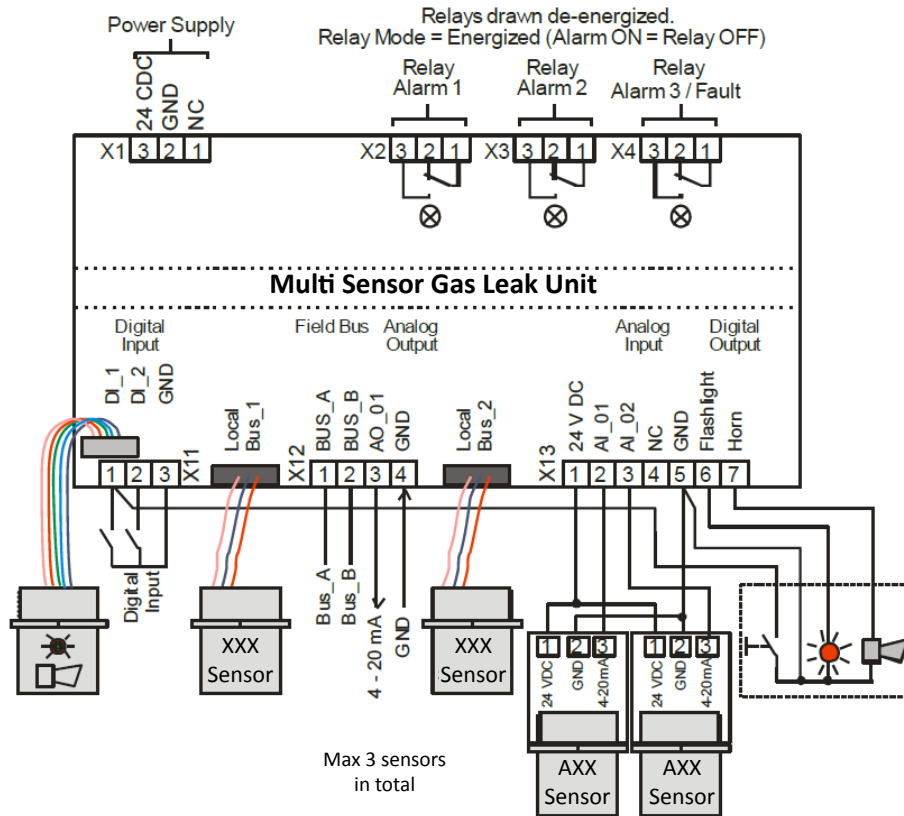 Relays drawn de-energized.
Power Supply
Relay Mode = Energized (Alarm ON = Relay OFF)
24 CDC
GND
NC
Relay
Alarm 1
Relay
Alarm 2
Relay
Alarm 3 / Fault
X1 3 2 1
X2 3 2 1
X3 3 2 1
X4 3 2 1
Multi Sensor Gas Leak Unit
Digital
Input
Field Bus
Analog
Output
Analog
Input
Digital
Output
DI_1
DI_2
GND
Local
Bus_1
BUS_A
BUS_B
AO_01
GND
Local
Bus_2
24 V DC
AI_01
AI_02
NC
GND
Flashlight
Horn
1 2 3 X11
X12 1 2 3 4
X13 1 2 3 4 5 6 7
Digital
Input
Bus_A
Bus_B
4 - 20 mA
GND
XXX
Sensor
XXX
Sensor
1 2 3
24 VDC
GND
4-20mA
1 2 3
24 VDC
GND
4-20mA
Max 3 sensors
in total
AXX
Sensor
AXX
Sensor